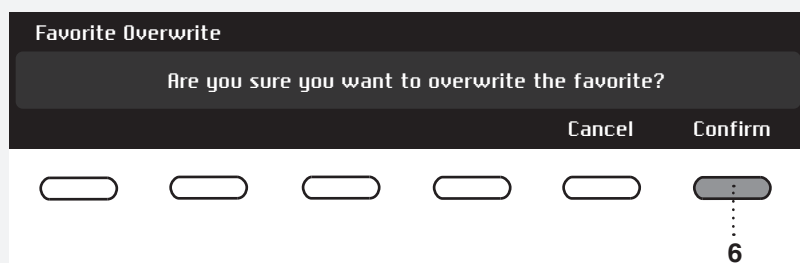 Favorite Overwrite
Are you sure you want to overwrite the favorite?
Cancel Confirm
6